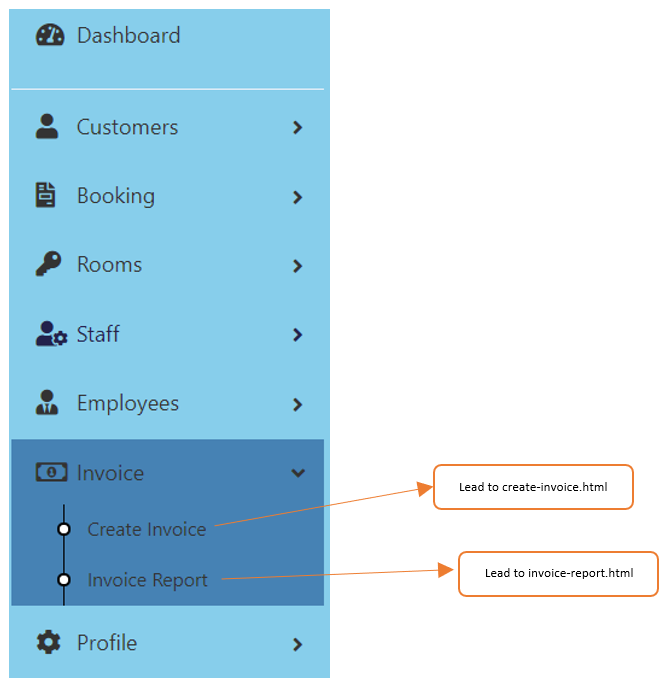 Dashboard
Customers
Booking
Rooms
Staff
Employees
Invoice
Create Invoice
Lead to create-invoice.html
Invoice Report
Lead to invoice-report.html
Profile